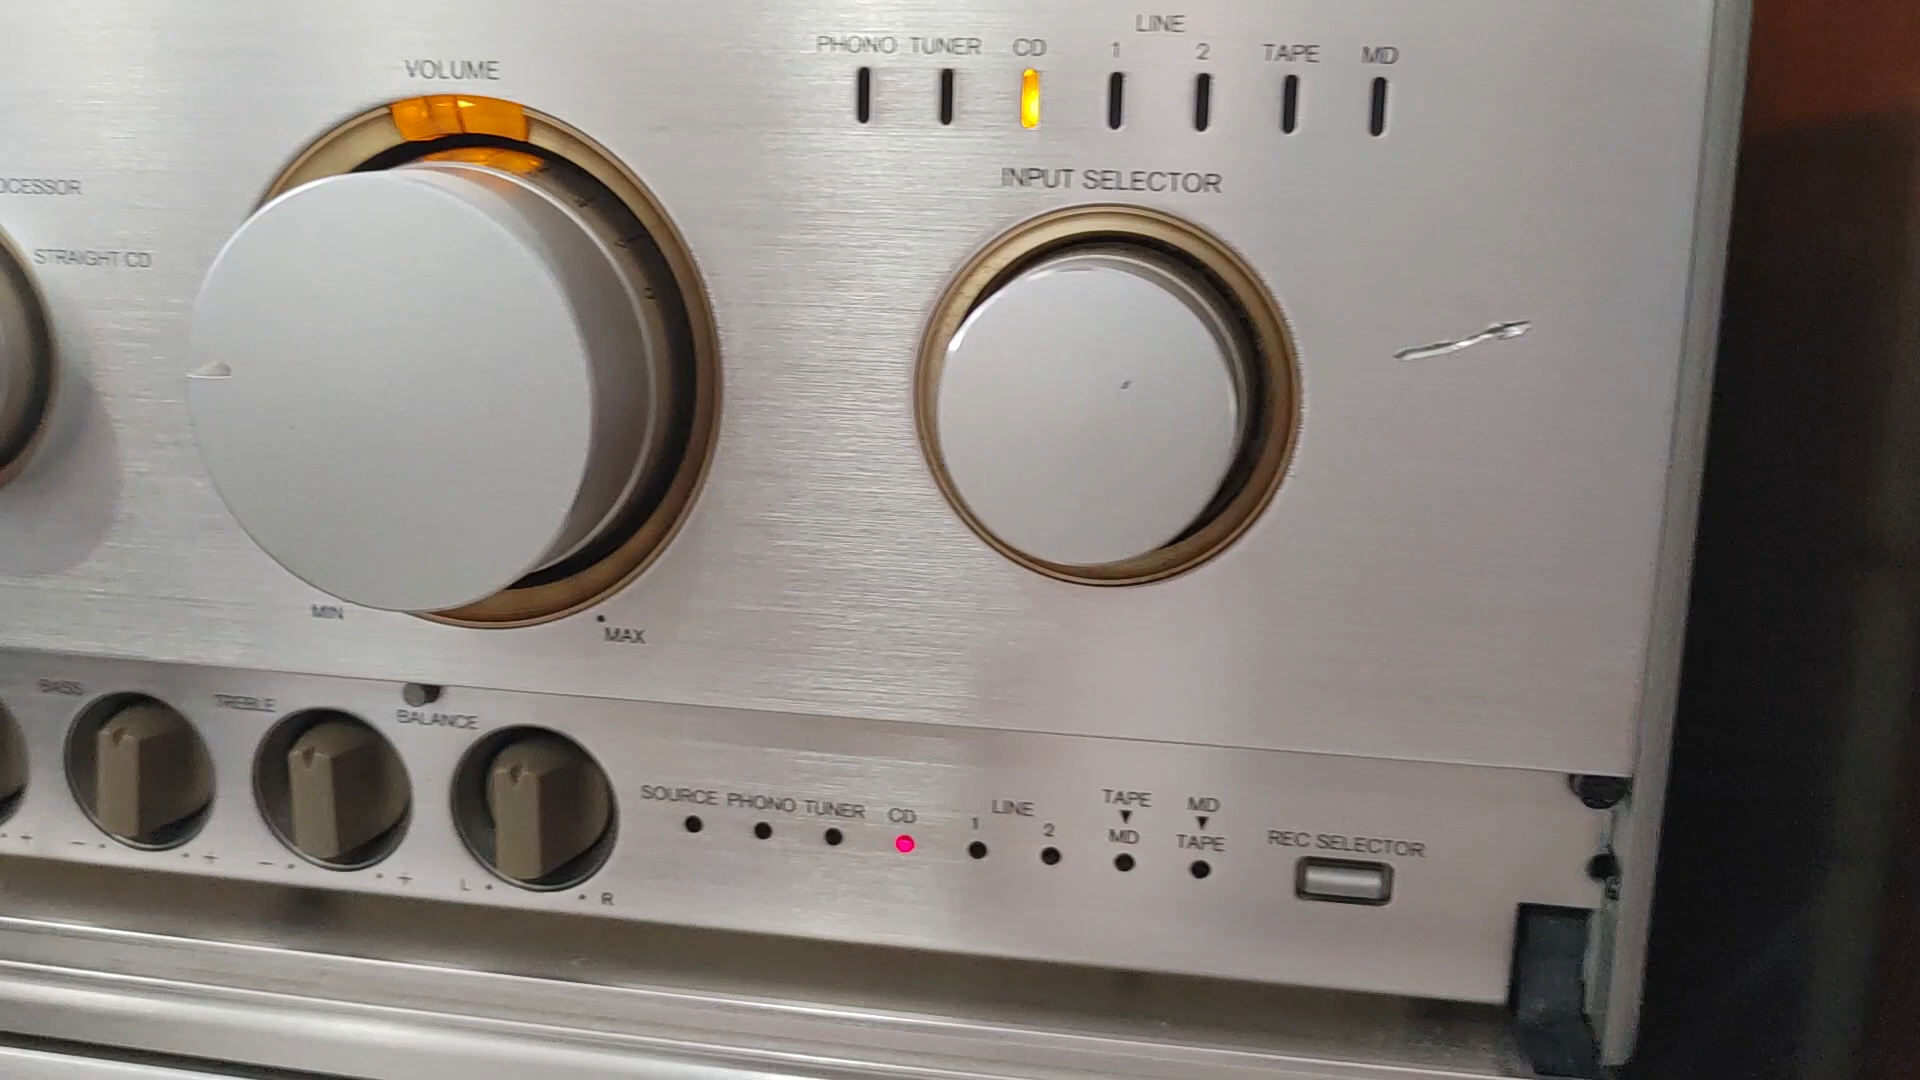 PHONO TUNER CD LINE 1 2 TAPE MD
VOLUME
INPUT SELECTOR
STRAIGHT CD
MIN
MAX
BASS
TREBLE
BALANCE
- +
- +
L R
SOURCE PHONO TUNER CD LINE 1 2 TAPE ▼ MD MD ▼ TAPE
REC SELECTOR